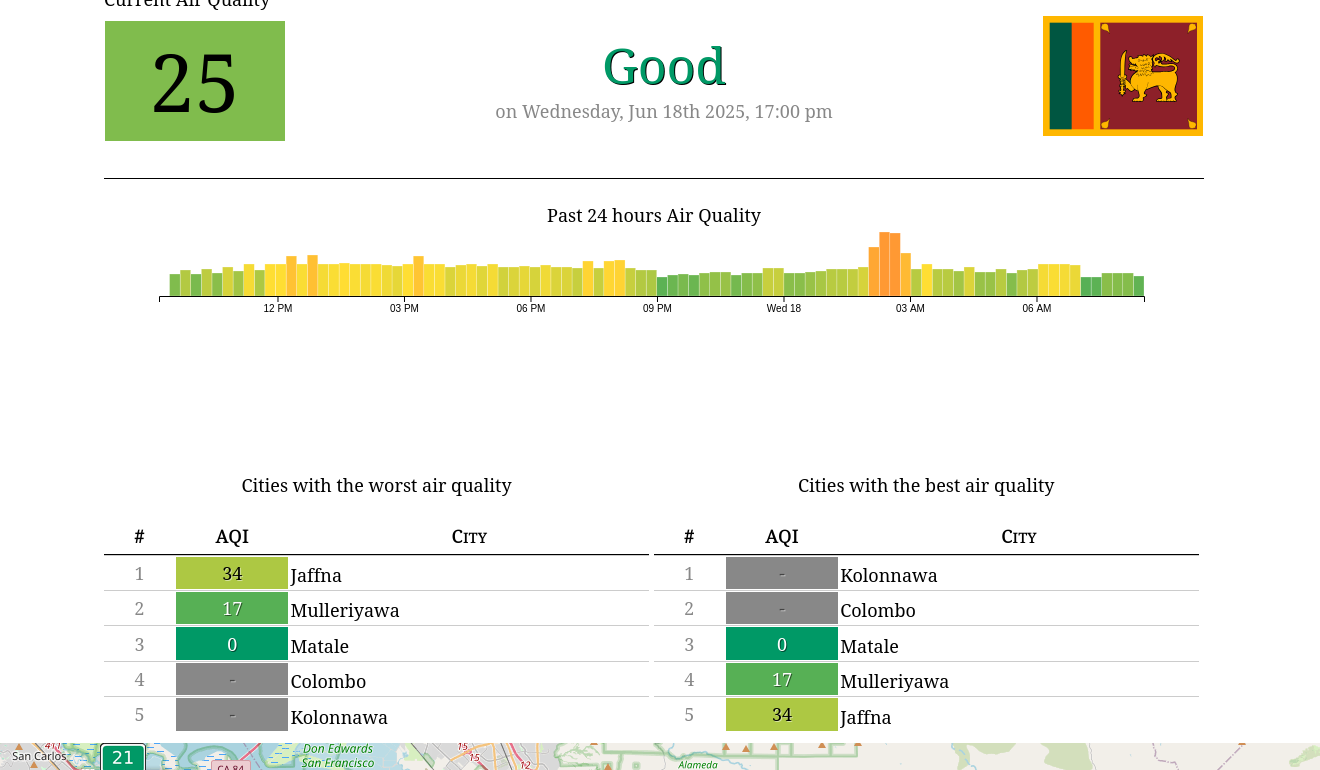 Current Air Quality
25
Good
on Wednesday, Jun 18th 2025, 17:00 pm
Past 24 hours Air Quality
12 PM 03 PM 06 PM 09 PM Wed 18 03 AM 06 AM
Cities with the worst air quality
# AQI City
1 34 Jaffna
2 17 Mulleriyawa
3 0 Matale
4 - Colombo
5 - Kolonnawa
Cities with the best air quality
# AQI City
1 - Kolonnawa
2 - Colombo
3 0 Matale
4 17 Mulleriyawa
5 34 Jaffna
411
San Carlos
21
CA 84
Don Edwards
San Francisco
15
15
12
Alameda